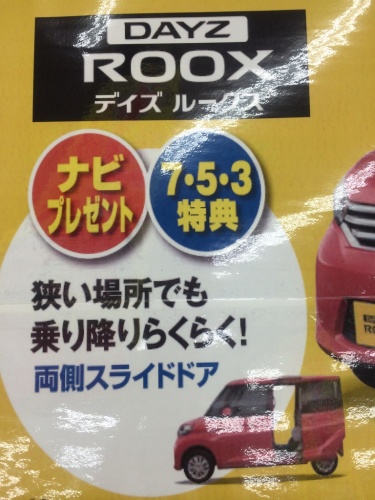 DAYZ
ROOX
デイズ ルークス
ナビ
プレゼント
7・5・3
特典
狭い場所でも
乗り降りらくらく!
両側スライドドア